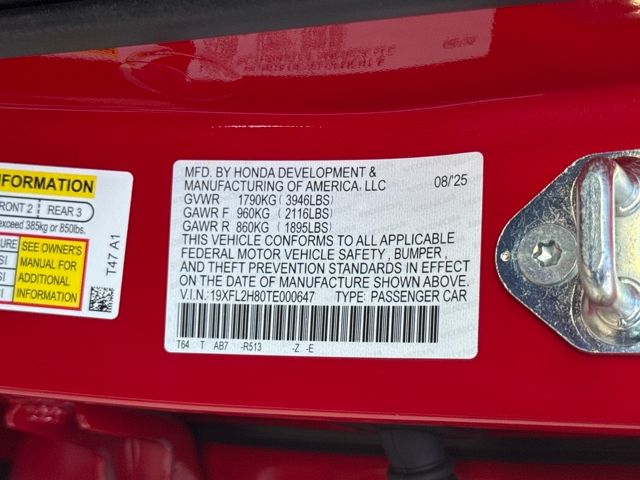 INFORMATION
FRONT 2 REAR 3
exceed 385kg or 850lbs.
SEE OWNER'S
MANUAL FOR
ADDITIONAL
INFORMATION
T47 A1
MFD. BY HONDA DEVELOPMENT &
MANUFACTURING OF AMERICA, LLC 08/'25
GVWR 1790KG ( 3946LBS)
GAWR F 960KG ( 2116LBS)
GAWR R 860KG ( 1895LBS)
THIS VEHICLE CONFORMS TO ALL APPLICABLE
FEDERAL MOTOR VEHICLE SAFETY , BUMPER ,
AND THEFT PREVENTION STANDARDS IN EFFECT
ON THE DATE OF MANUFACTURE SHOWN ABOVE.
V.I.N.: 19XFL2H80TE000647 TYPE: PASSENGER CAR
T64 T AB7 -R513 -Z -E